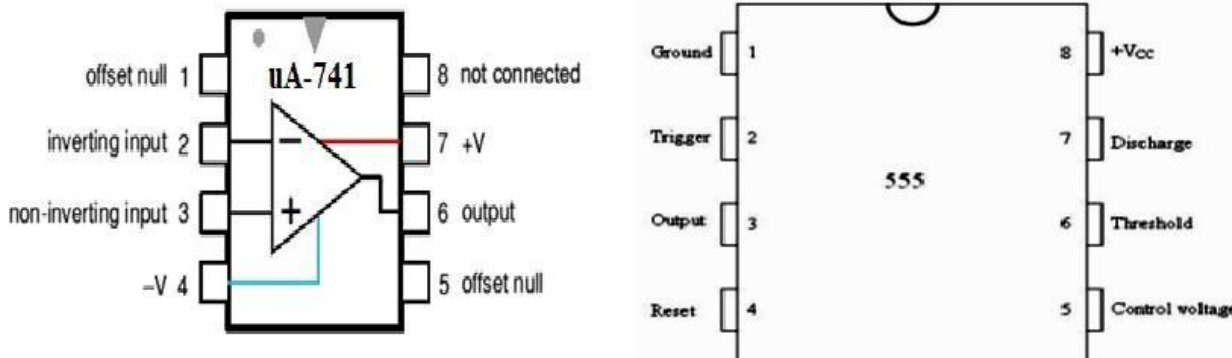 uA-741
offset null 1
8 not connected
inverting input 2
−
7 +V
non-inverting input 3
+
6 output
−V 4
5 offset null
Ground 1
8 +Vcc
Trigger 2
7 Discharge
555
Output 3
6 Threshold
Reset 4
5 Control voltage